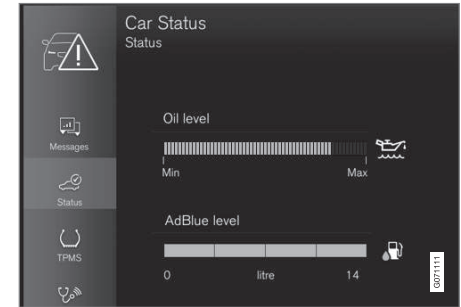 Car Status
Status
Messages
Status
TPMS
Oil level
Min Max
AdBlue level
0 litre 14
G071111